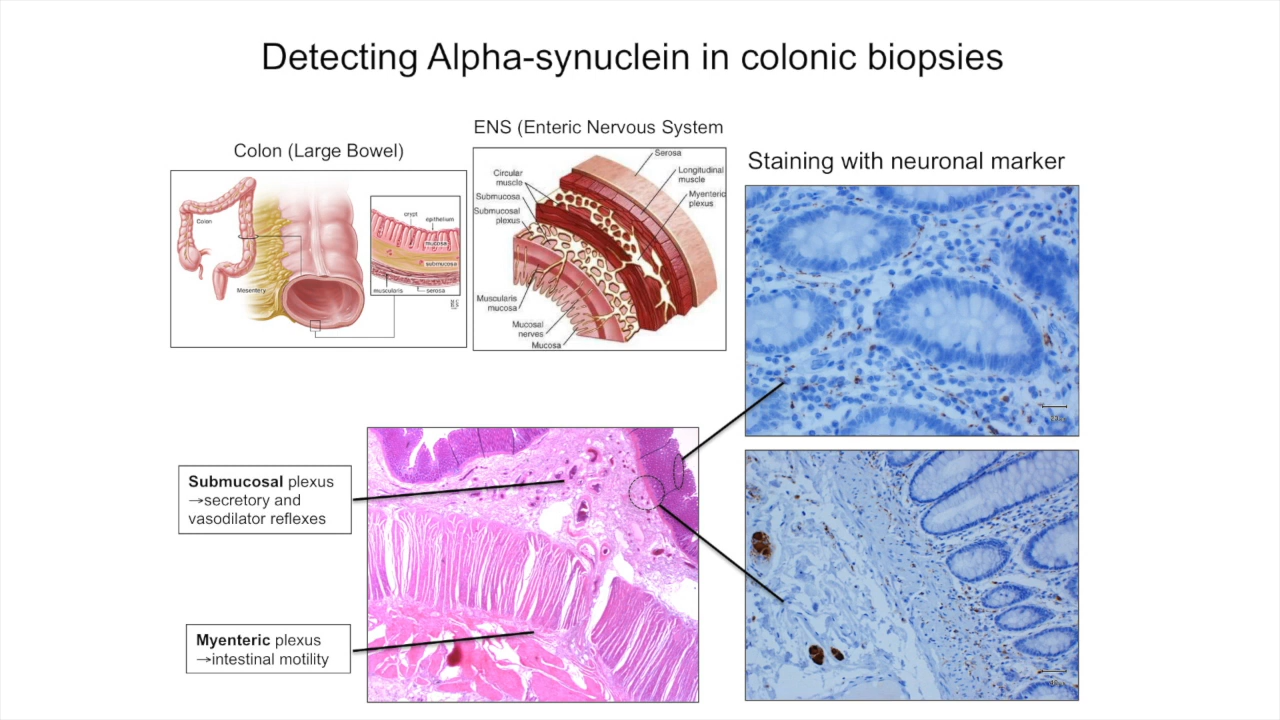 Detecting Alpha-synuclein in colonic biopsies
Colon (Large Bowel)
Colon
Mesentery
crypt
epithelium
mucosa
submucosa
muscularis
serosa
ENS (Enteric Nervous System
Serosa
Longitudinal
muscle
Myenteric
plexus
Circular
muscle
Submucosa
Submucosal
plexus
Muscularis
mucosa
Mucosal
nerves
Mucosa
Staining with neuronal marker
Submucosal plexus
→secretory and
vasodilator reflexes
Myenteric plexus
→intestinal motility